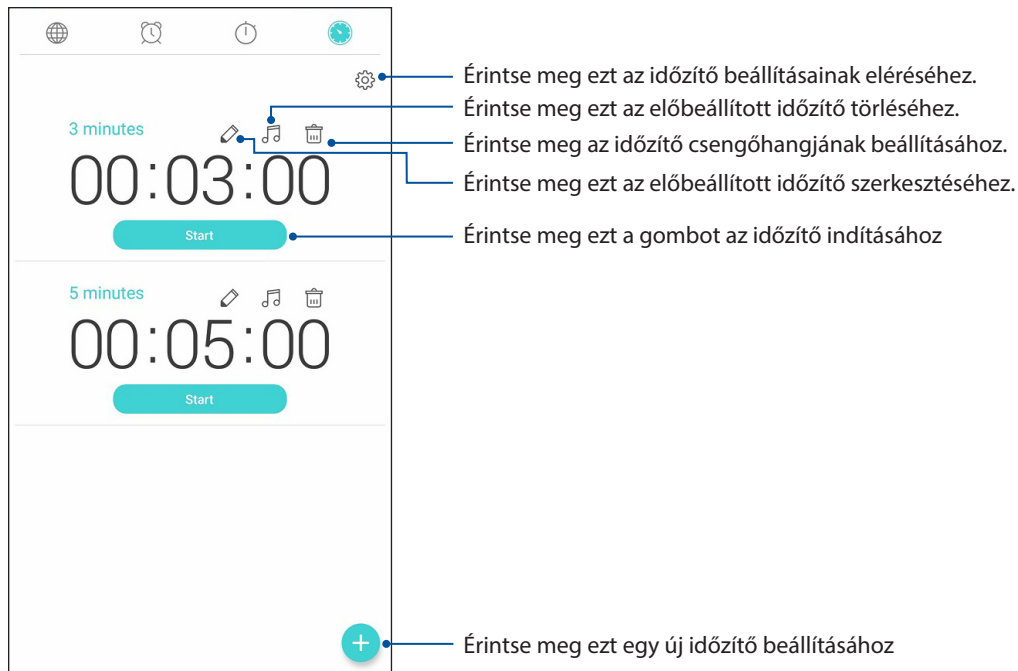 Érintse meg ezt az időzítő beállításainak eléréséhez.
Érintse meg ezt az előbeállított időzítő törléséhez.
3 minutes
Érintse meg az időzítő csengőhangjának beállításához.
00:03:00
Érintse meg ezt az előbeállított időzítő szerkesztéséhez.
Start
Érintse meg ezt a gombot az időzítő indításához
5 minutes
00:05:00
Start
Érintse meg ezt egy új időzítő beállításához